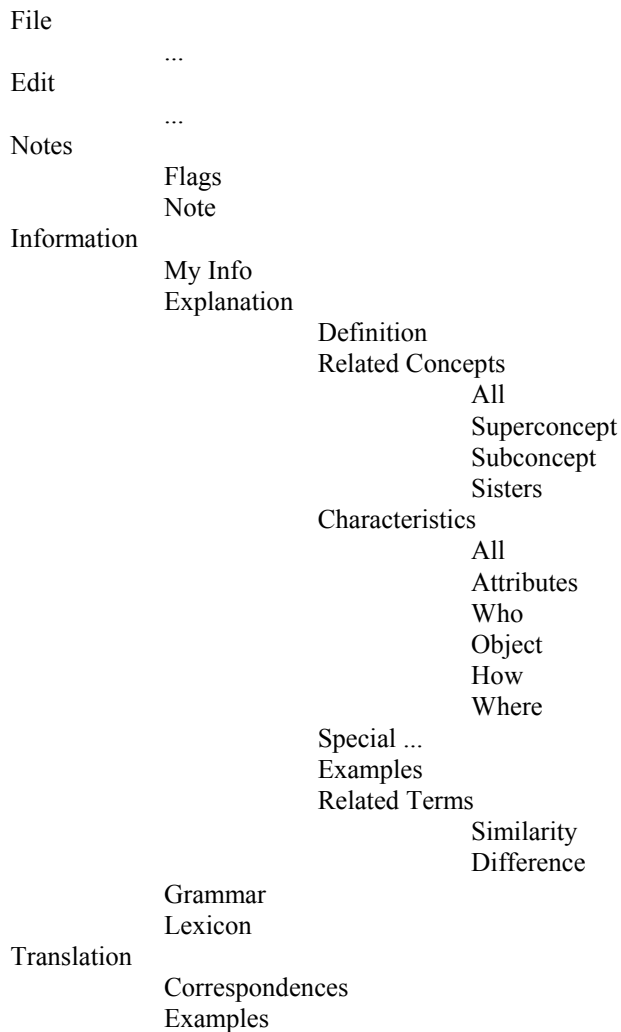 File
...
Edit
...
Notes
Flags
Note
Information
My Info
Explanation
Definition
Related Concepts
All
Superconcept
Subconcept
Sisters
Characteristics
All
Attributes
Who
Object
How
Where
Special ...
Examples
Related Terms
Similarity
Difference
Grammar
Lexicon
Translation
Correspondences
Examples